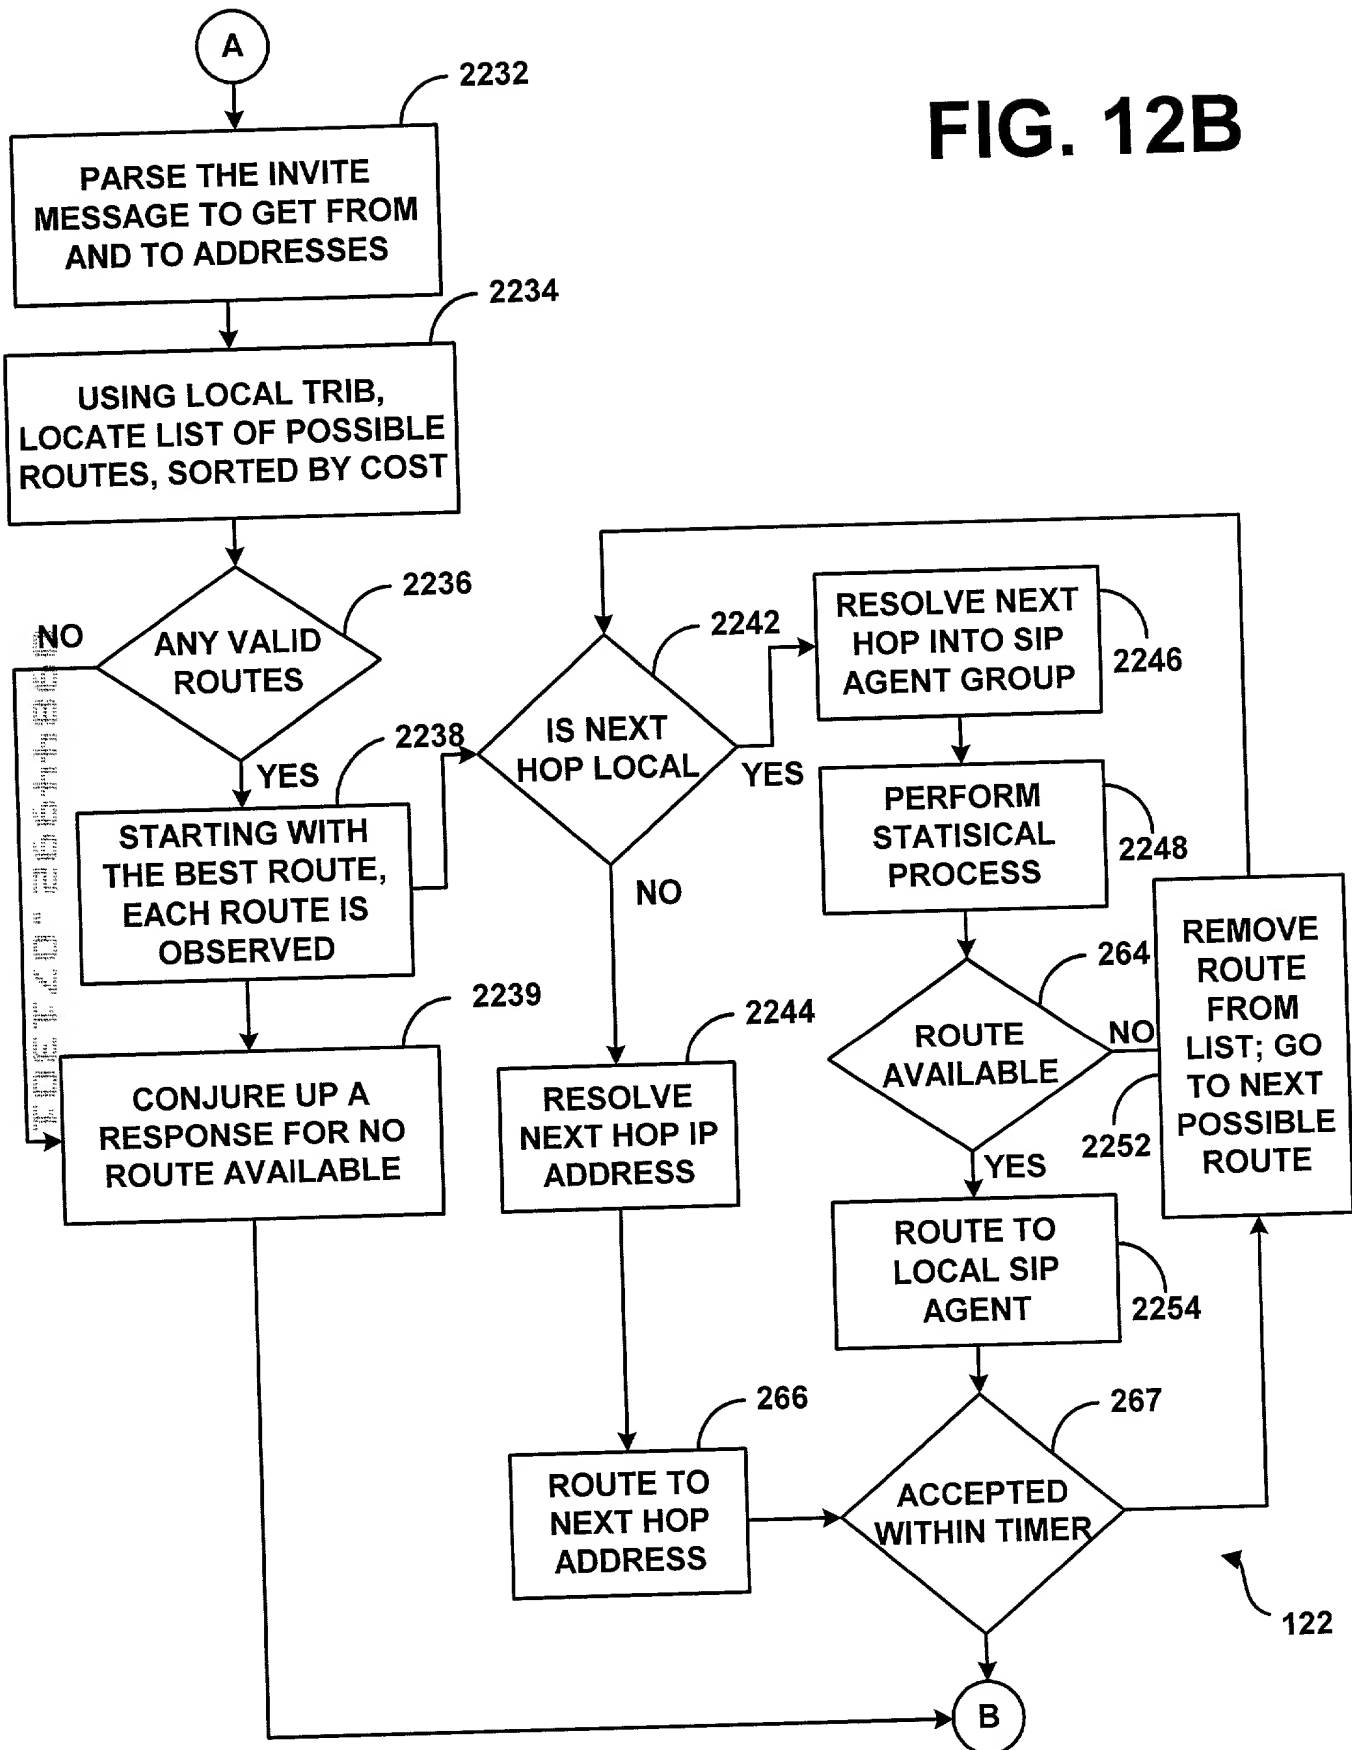 A
2232
FIG. 12B
PARSE THE INVITE
MESSAGE TO GET FROM
AND TO ADDRESSES
2234
USING LOCAL TRIB,
LOCATE LIST OF POSSIBLE
ROUTES, SORTED BY COST
2236
NO
ANY VALID
ROUTES
YES
2238
STARTING WITH
THE BEST ROUTE,
EACH ROUTE IS
OBSERVED
2239
CONJURE UP A
RESPONSE FOR NO
ROUTE AVAILABLE
2242
IS NEXT
HOP LOCAL
YES
NO
2244
RESOLVE
NEXT HOP IP
ADDRESS
266
ROUTE TO
NEXT HOP
ADDRESS
RESOLVE NEXT
HOP INTO SIP
AGENT GROUP
2246
PERFORM
STATISICAL
PROCESS
2248
264
ROUTE
AVAILABLE
NO
YES
2252
REMOVE
ROUTE
FROM
LIST; GO
TO NEXT
POSSIBLE
ROUTE
ROUTE TO
LOCAL SIP
AGENT
2254
267
ACCEPTED
WITHIN TIMER
122
B